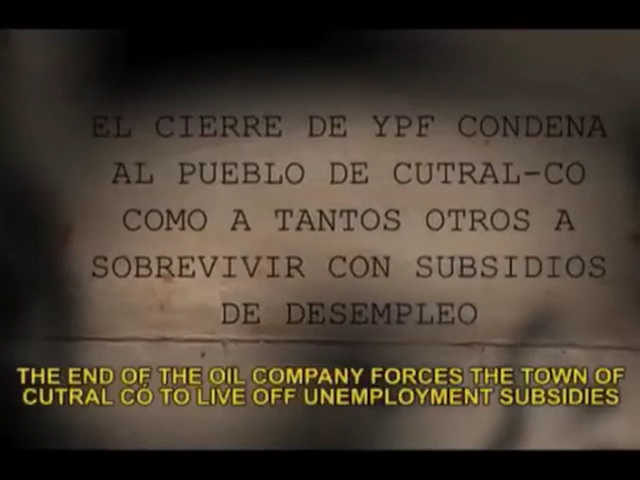 EL CIERRE DE YPF CONDENA
AL PUEBLO DE CUTRAL-CO
COMO A TANTOS OTROS A
SOBREVIVIR CON SUBSIDIOS
DE DESEMPLEO
THE END OF THE OIL COMPANY FORCES THE TOWN OF
CUTRAL CÓ TO LIVE OFF UNEMPLOYMENT SUBSIDIES